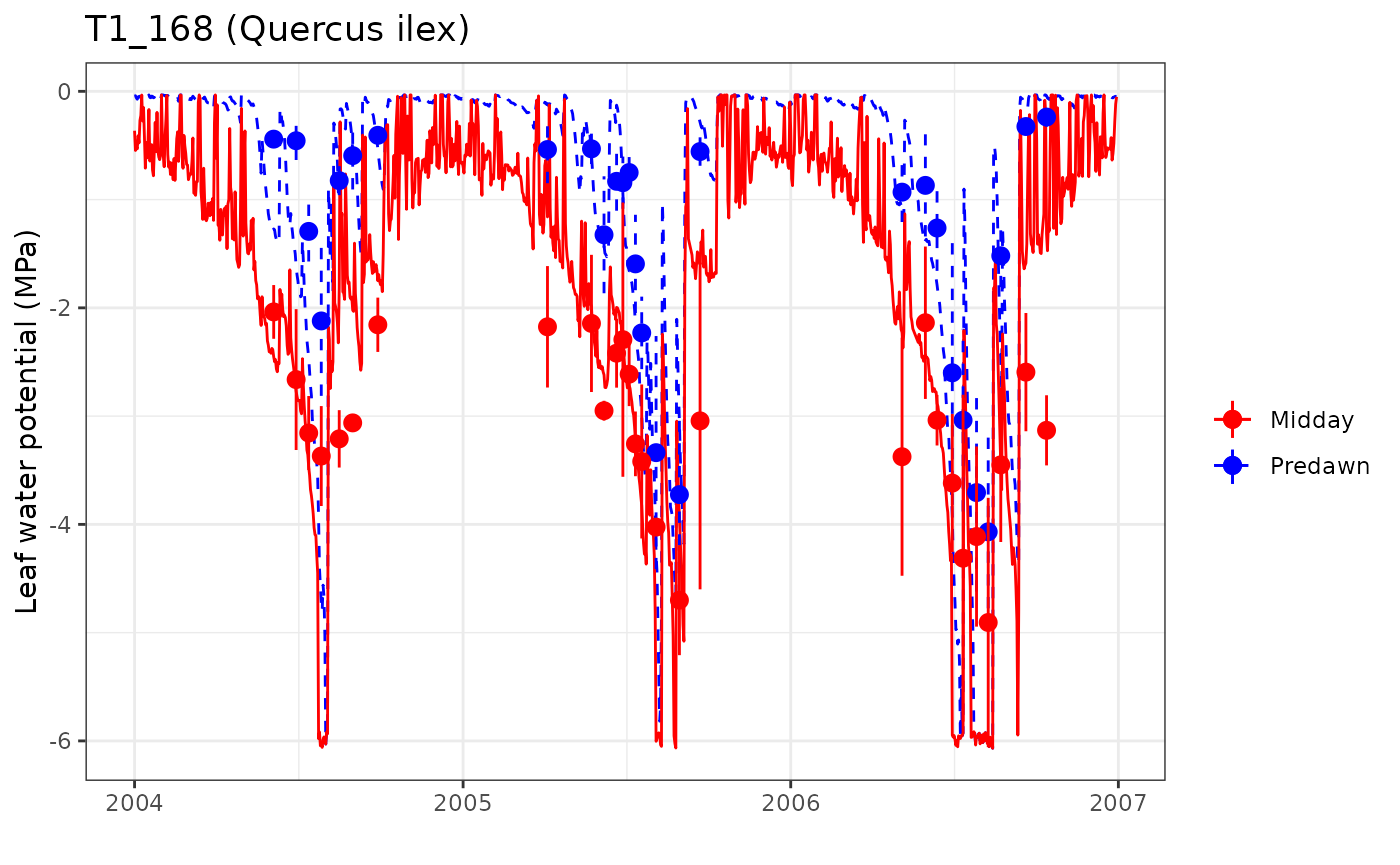 T1_168 (Quercus ilex)
Leaf water potential (MPa)
0
-2
-4
-6
2004
2005
2006
2007
Midday
Predawn